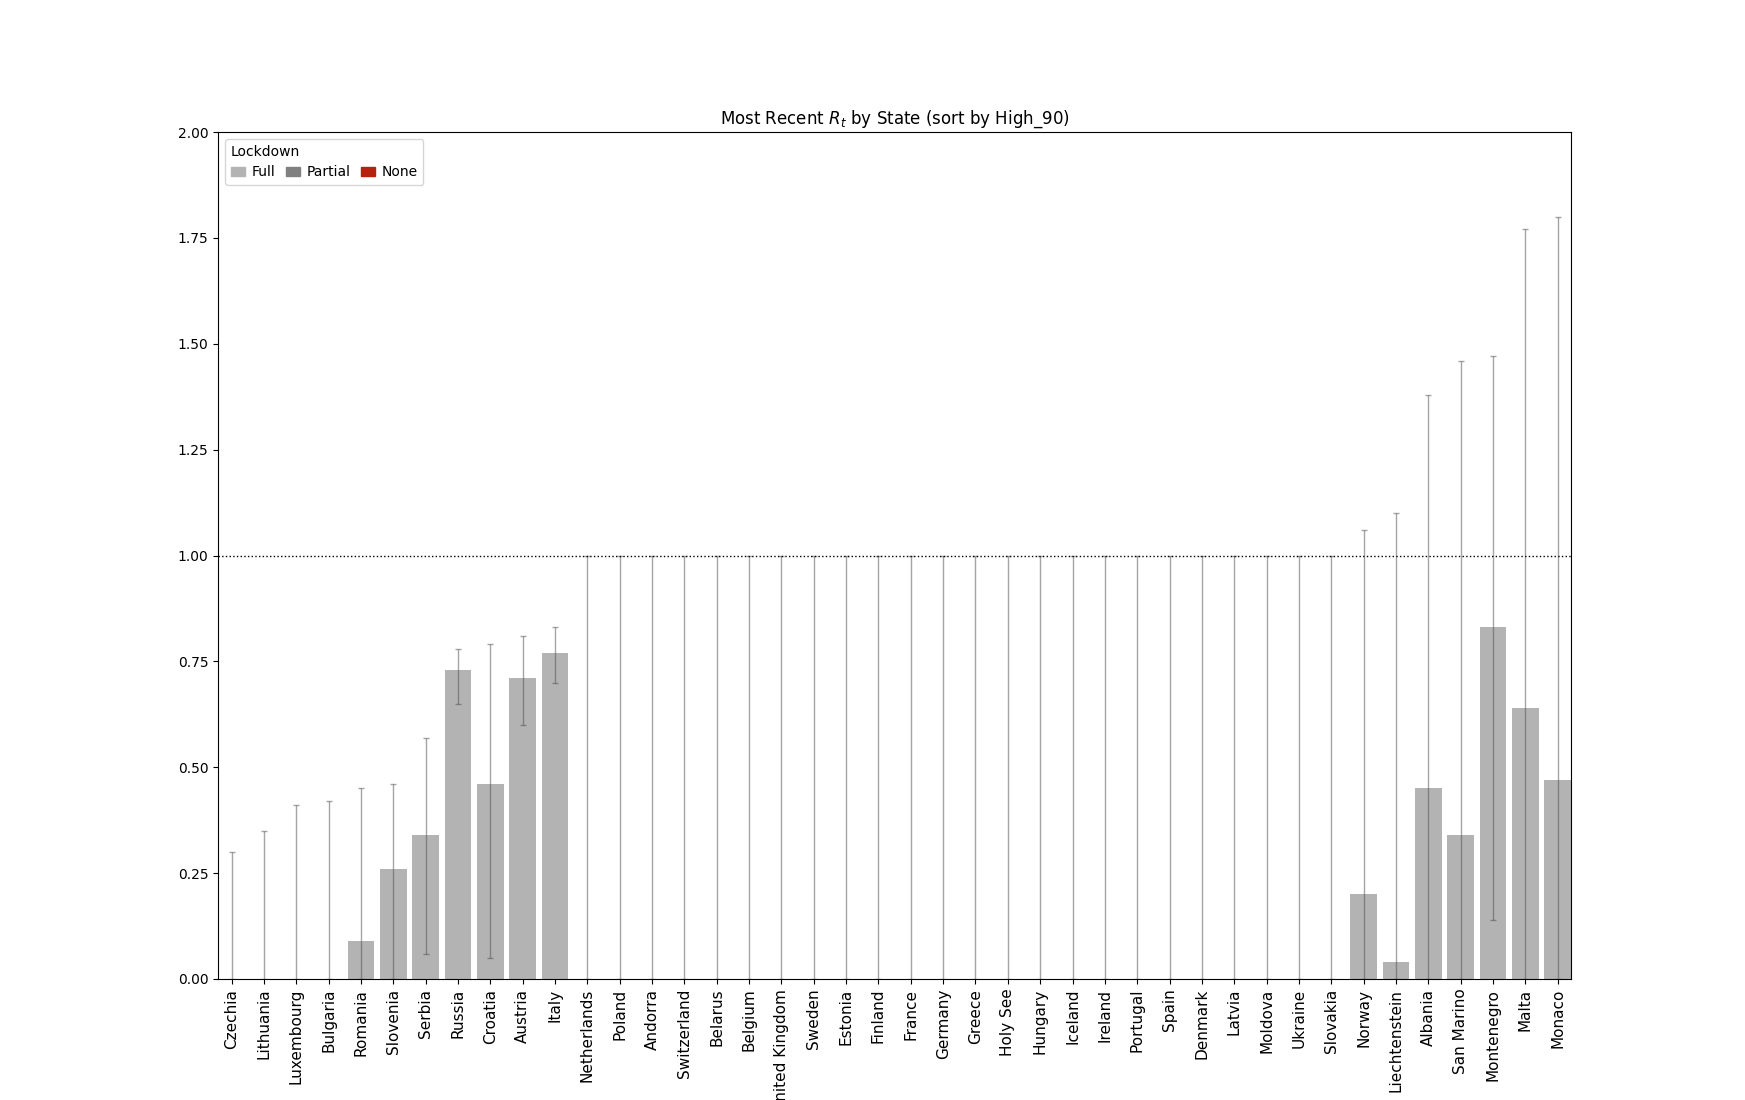 Most Recent R_t by State (sort by High_90)
Lockdown
Full Partial None
2.00
1.75
1.50
1.25
1.00
0.75
0.50
0.25
0.00
Czechia
Lithuania
Luxembourg
Bulgaria
Romania
Slovenia
Serbia
Russia
Croatia
Austria
Italy
Netherlands
Poland
Andorra
Switzerland
Belarus
Belgium
nited Kingdom
Sweden
Estonia
Finland
France
Germany
Greece
Holy See
Hungary
Iceland
Ireland
Portugal
Spain
Denmark
Latvia
Moldova
Ukraine
Slovakia
Norway
Liechtenstein
Albania
San Marino
Montenegro
Malta
Monaco